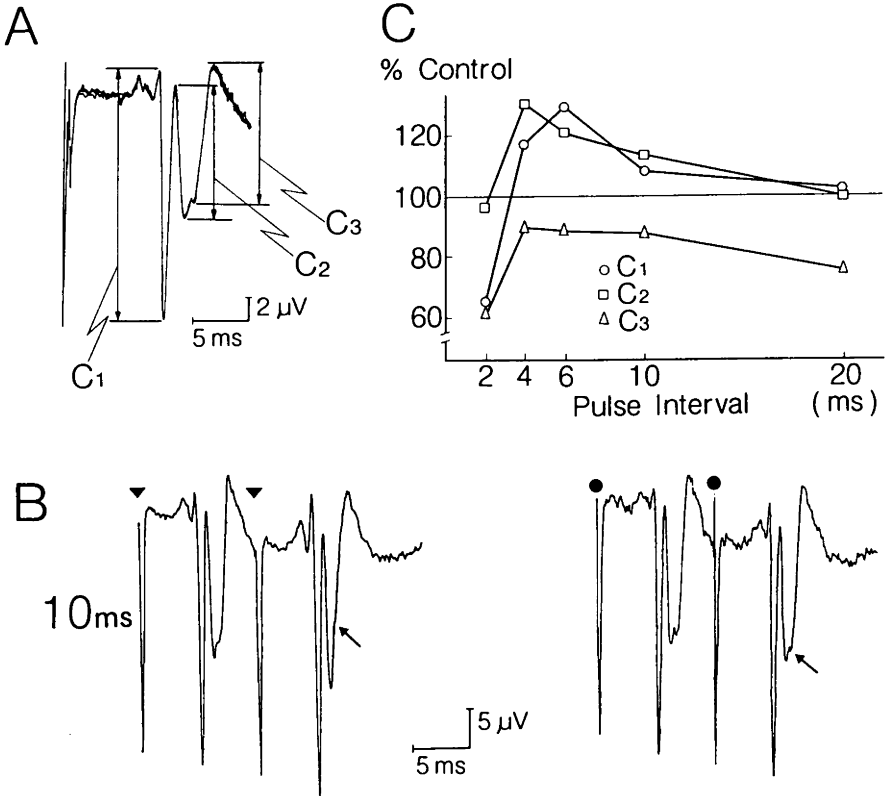 A
C₃
C₂
2 μV
5 ms
C₁
C
% Control
120
100
80
60
C₁
C₂
C₃
2 4 6 10 20
Pulse Interval (ms)
B
10ms
5 μV
5 ms